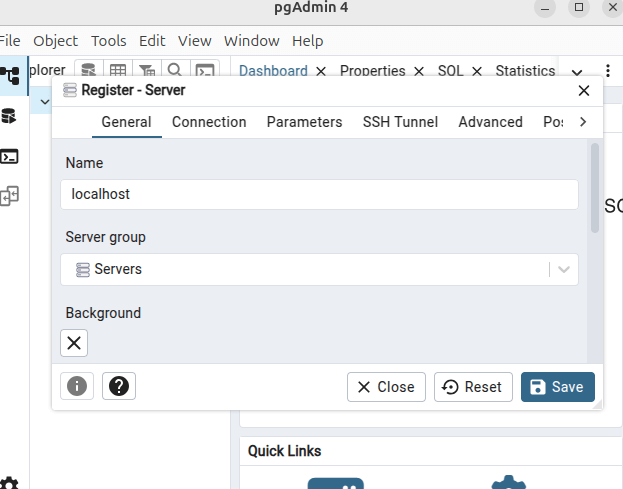 pgAdmin 4
File Object Tools Edit View Window Help
plorer Dashboard Properties SQL Statistics
Register - Server
General Connection Parameters SSH Tunnel Advanced Pos
Name
localhost
Server group
Servers
Background
Close Reset Save
Quick Links